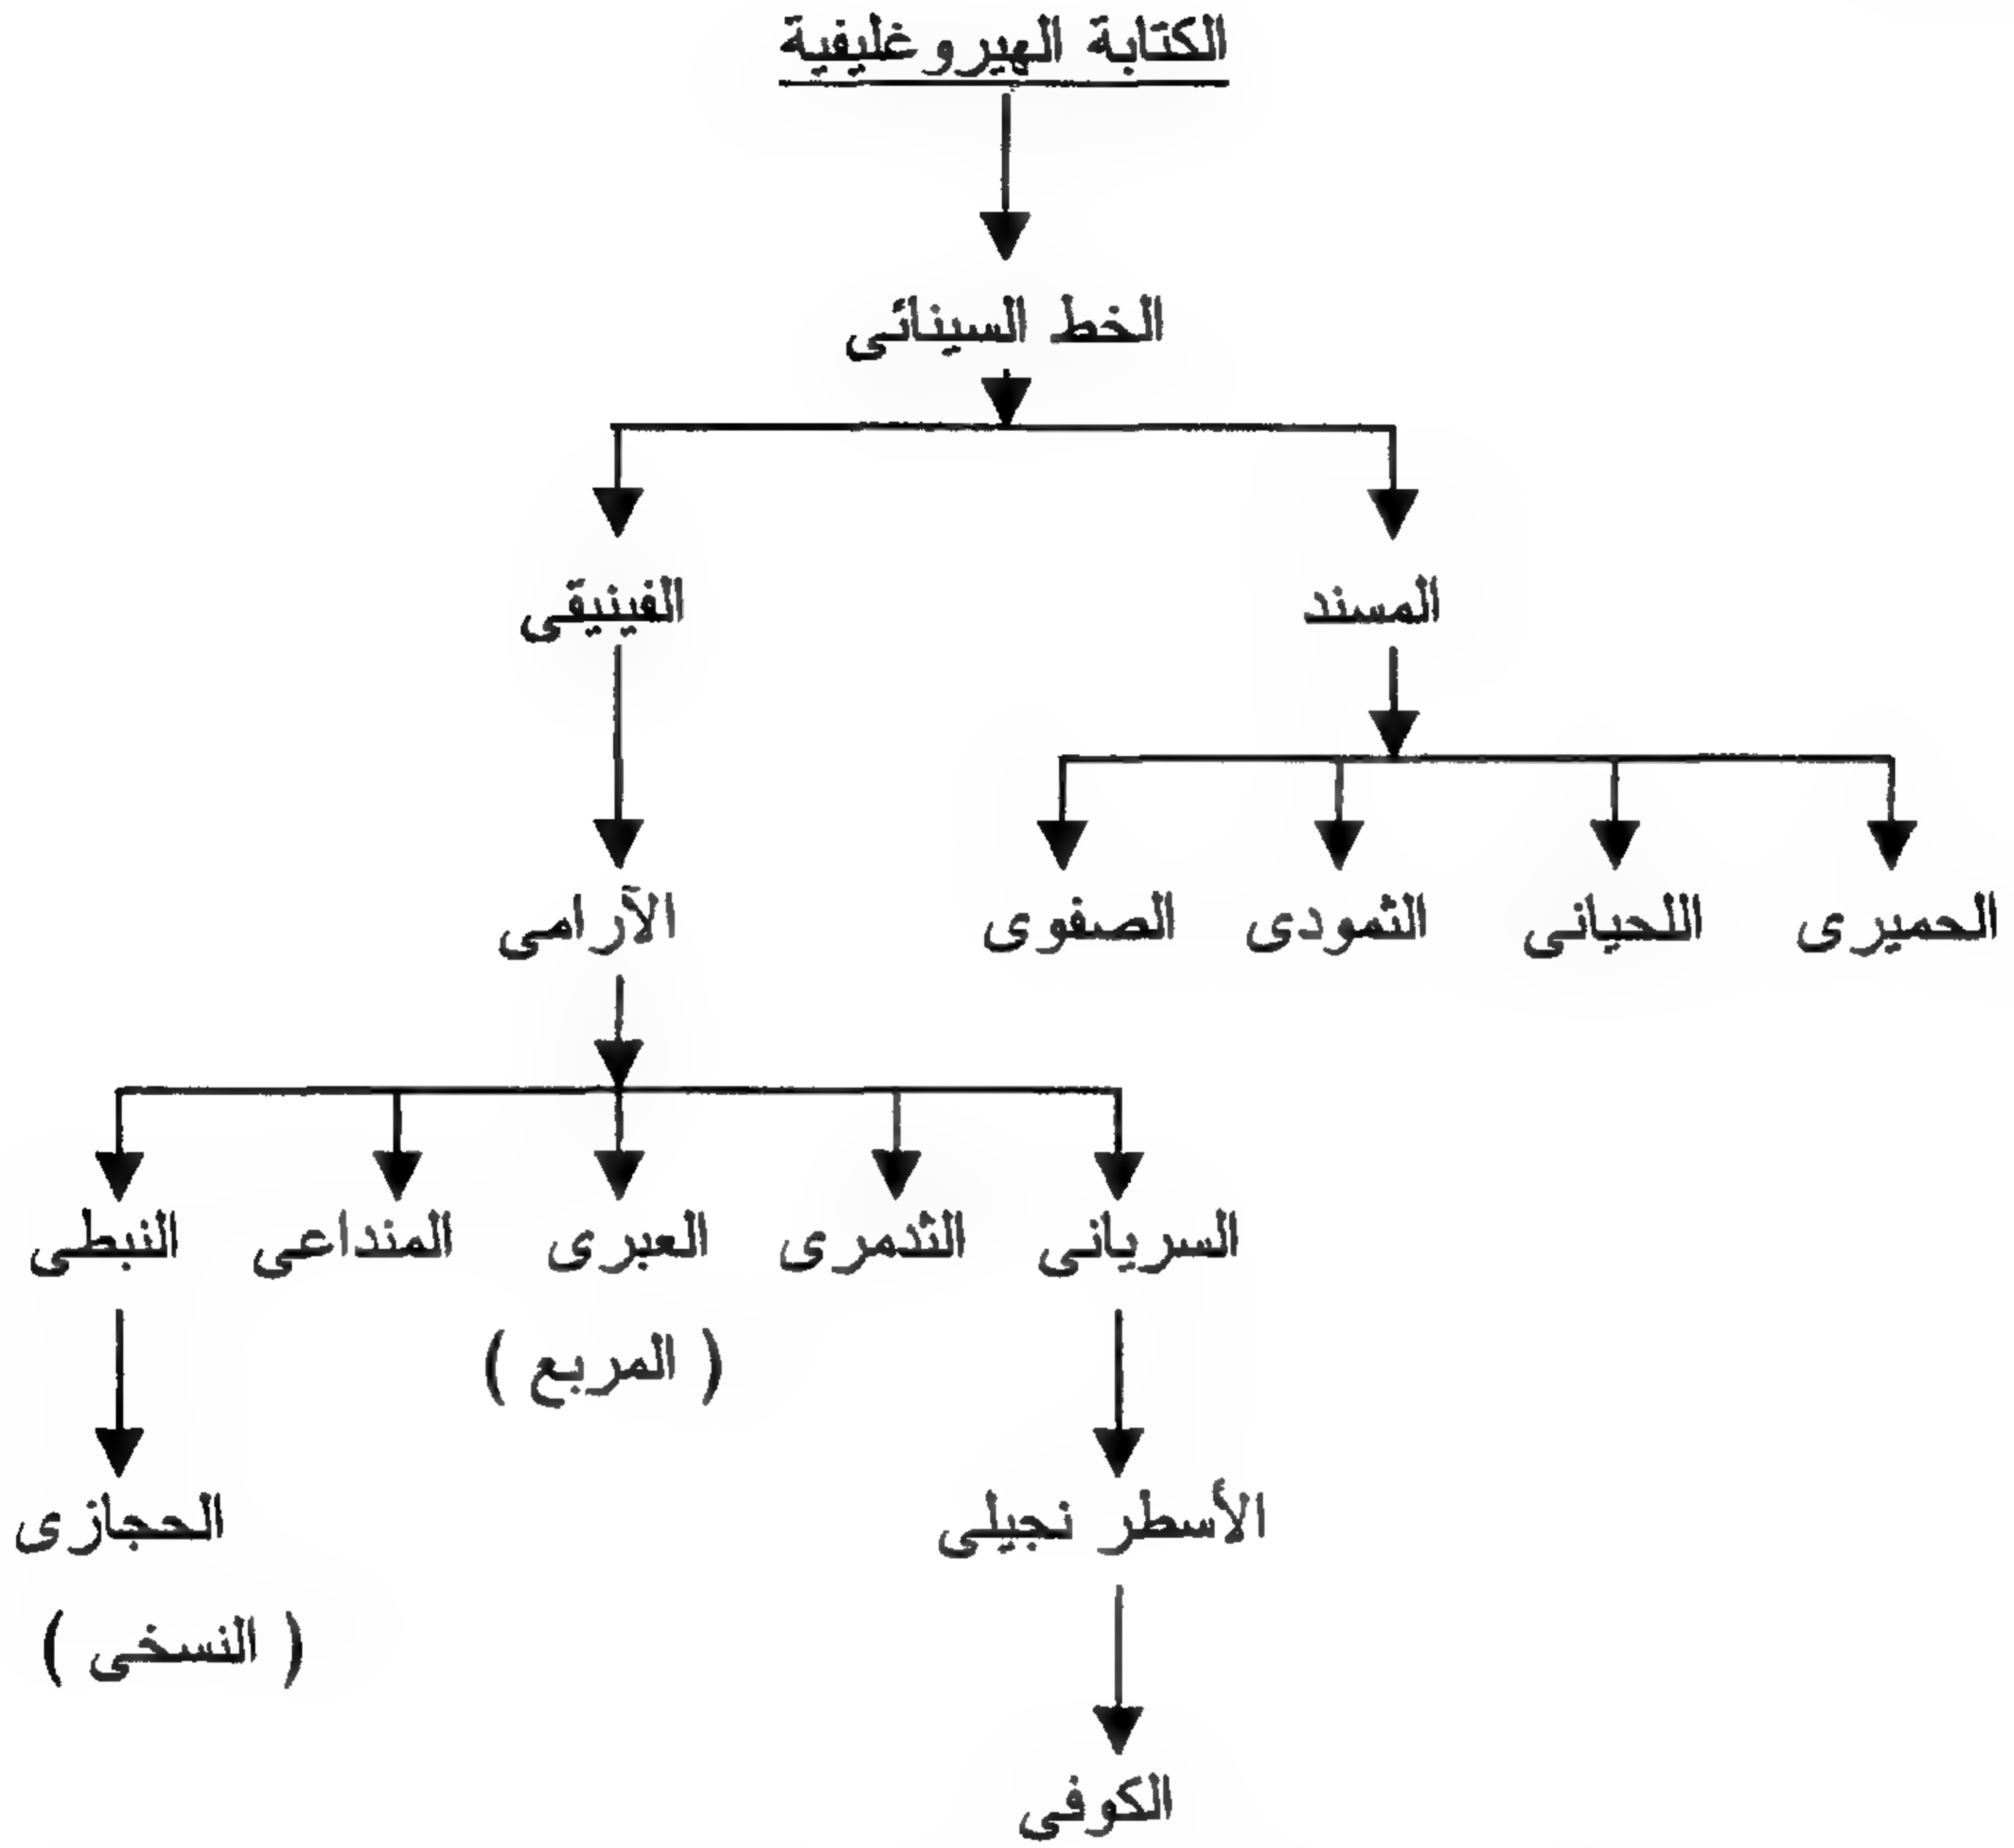 الكتابة الهيروغليفية
الخط السينائى
المسند الفينيقى
الحميرى اللحيانى الثمودى الصفوى الآرامى
السريانى التدمرى العبرى المنداعى النبطى
( المربع )
الأسطر نجيلى الحجازى
( النسخى )
الكوفى